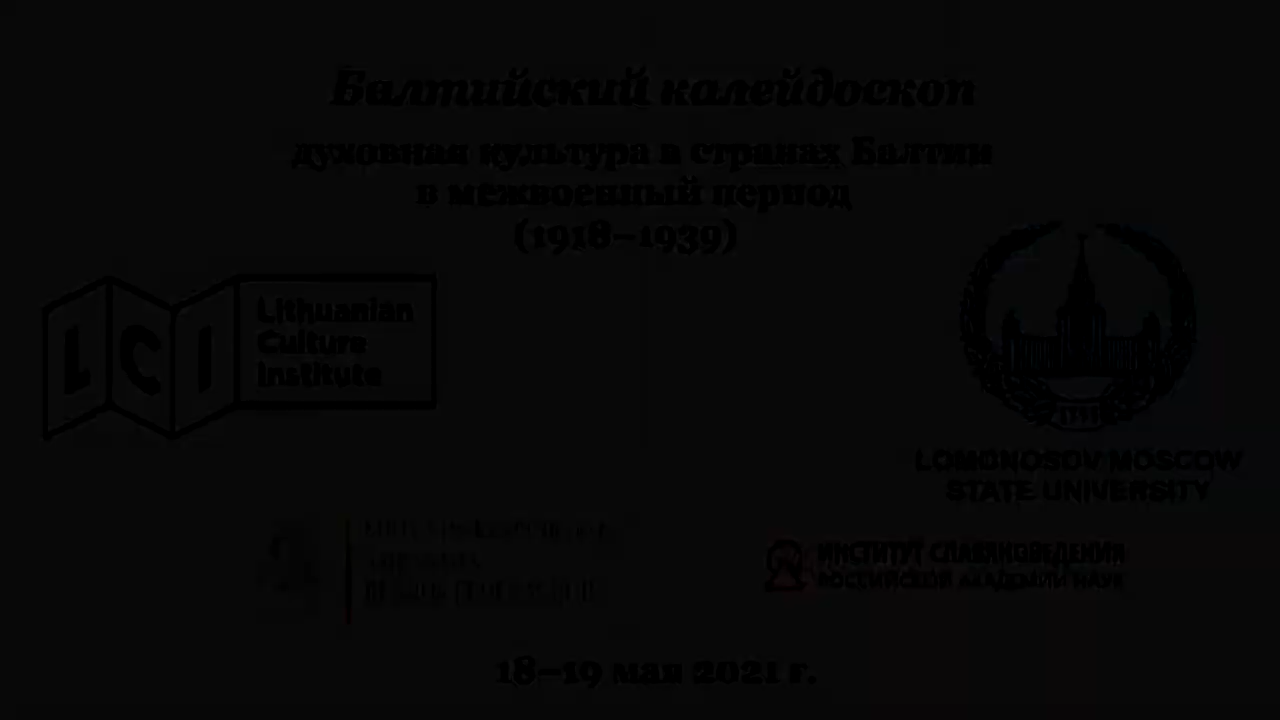 Балтийский калейдоскоп
духовная культура в странах Балтии
в межвоенный период
(1918–1939)
LCI
Lithuanian
Culture
Institute
LOMONOSOV MOSCOW
STATE UNIVERSITY
ИНСТИТУТ СЛАВЯНОВЕДЕНИЯ
РОССИЙСКОЙ АКАДЕМИИ НАУК
18–19 мая 2021 г.